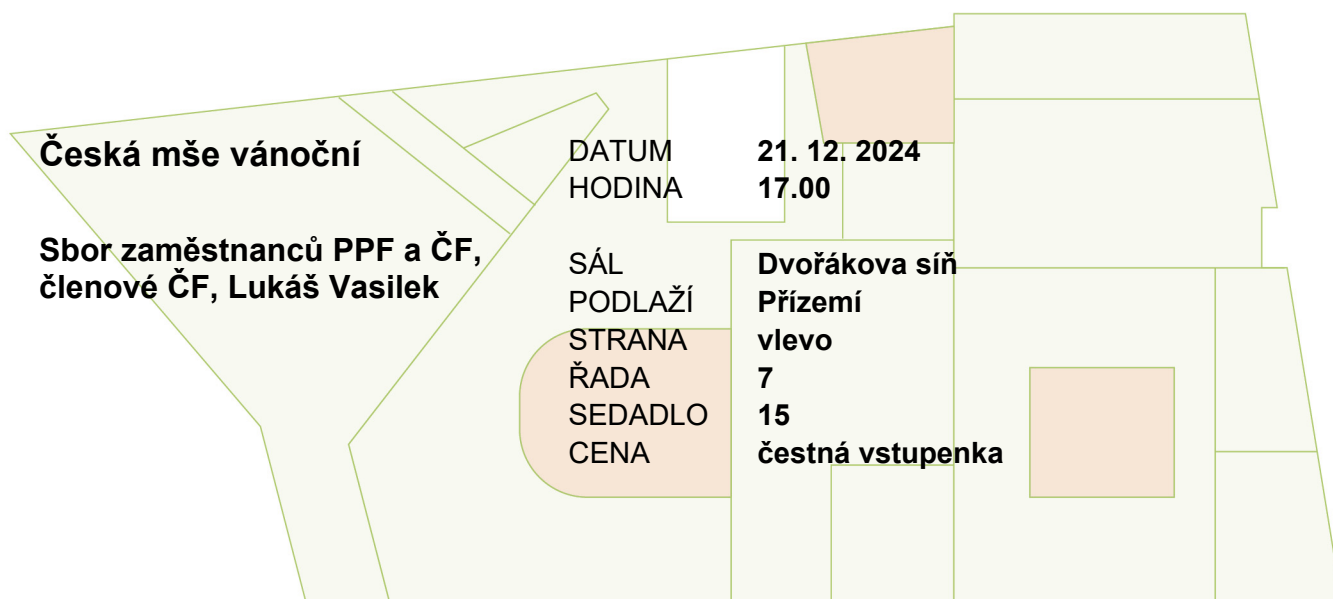 Česká mše vánoční
Sbor zaměstnanců PPF a ČF,
členové ČF, Lukáš Vasilek
DATUM 21. 12. 2024
HODINA 17.00
SÁL Dvořákova síň
PODLAŽÍ Přízemí
STRANA vlevo
ŘADA 7
SEDADLO 15
CENA čestná vstupenka